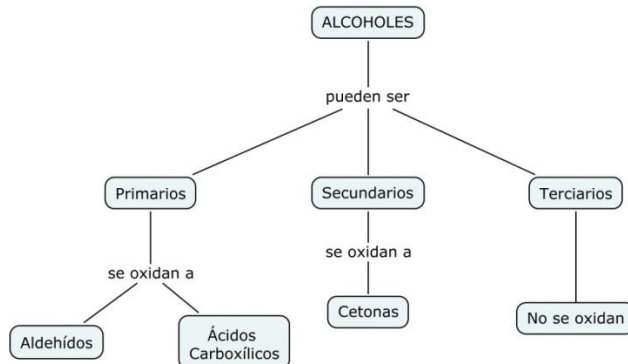 ALCOHOLES
pueden ser
Primarios
Secundarios
Terciarios
se oxidan a
se oxidan a
Aldehídos
Ácidos
Carboxílicos
Cetonas
No se oxidan